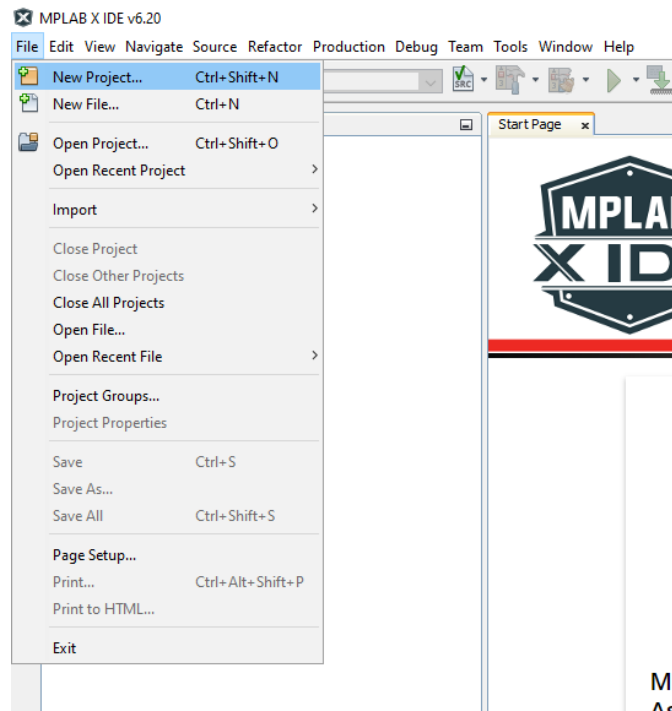 MPLAB X IDE v6.20
File Edit View Navigate Source Refactor Production Debug Team Tools Window Help
New Project... Ctrl+Shift+N
New File... Ctrl+N
Open Project... Ctrl+Shift+O
Open Recent Project
Import
Close Project
Close Other Projects
Close All Projects
Open File...
Open Recent File
Project Groups...
Project Properties
Save Ctrl+S
Save As...
Save All Ctrl+Shift+S
Page Setup...
Print... Ctrl+Alt+Shift+P
Print to HTML...
Exit
SRC
Start Page x
MPLA
X ID
M